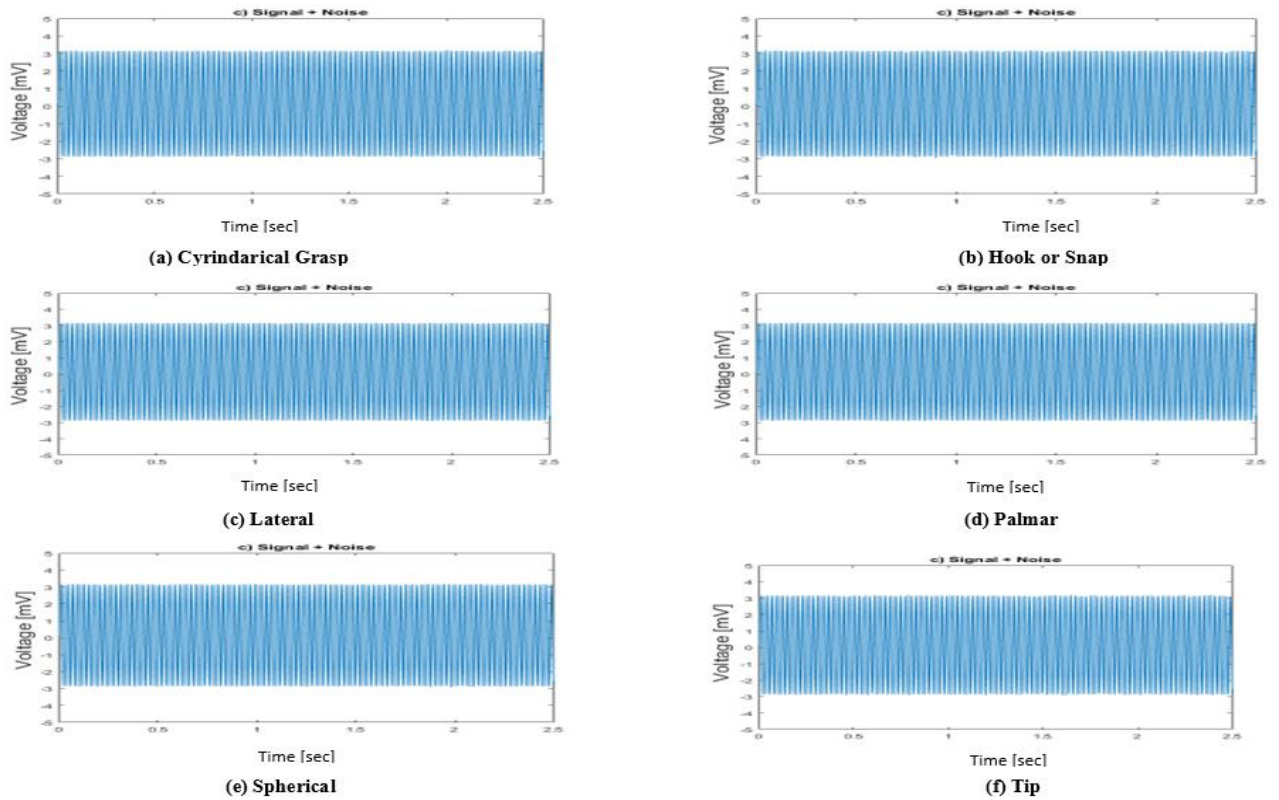 c) Signal + Noise
Voltage [mV]
5
4
3
2
1
0
-1
-2
-3
-4
-5
0 0.5 1 1.5 2 2.5
Time [sec]
(a) Cyrindarical Grasp
c) Signal + Noise
Voltage [mV]
5
4
3
2
1
0
-1
-2
-3
-4
-5
0 0.5 1 1.5 2 2.5
Time [sec]
(b) Hook or Snap
c) Signal + Noise
Voltage [mV]
5
4
3
2
1
0
-1
-2
-3
-4
-5
0 0.5 1 1.5 2 2.5
Time [sec]
(c) Lateral
c) Signal + Noise
Voltage [mV]
5
4
3
2
1
0
-1
-2
-3
-4
-5
0 0.5 1 1.5 2 2.5
Time [sec]
(d) Palmar
c) Signal + Noise
Voltage [mV]
5
4
3
2
1
0
-1
-2
-3
-4
-5
0 0.5 1 1.5 2 2.5
Time [sec]
(e) Spherical
c) Signal + Noise
Voltage [mV]
5
4
3
2
1
0
-1
-2
-3
-4
-5
0 0.5 1 1.5 2 2.5
Time [sec]
(f) Tip